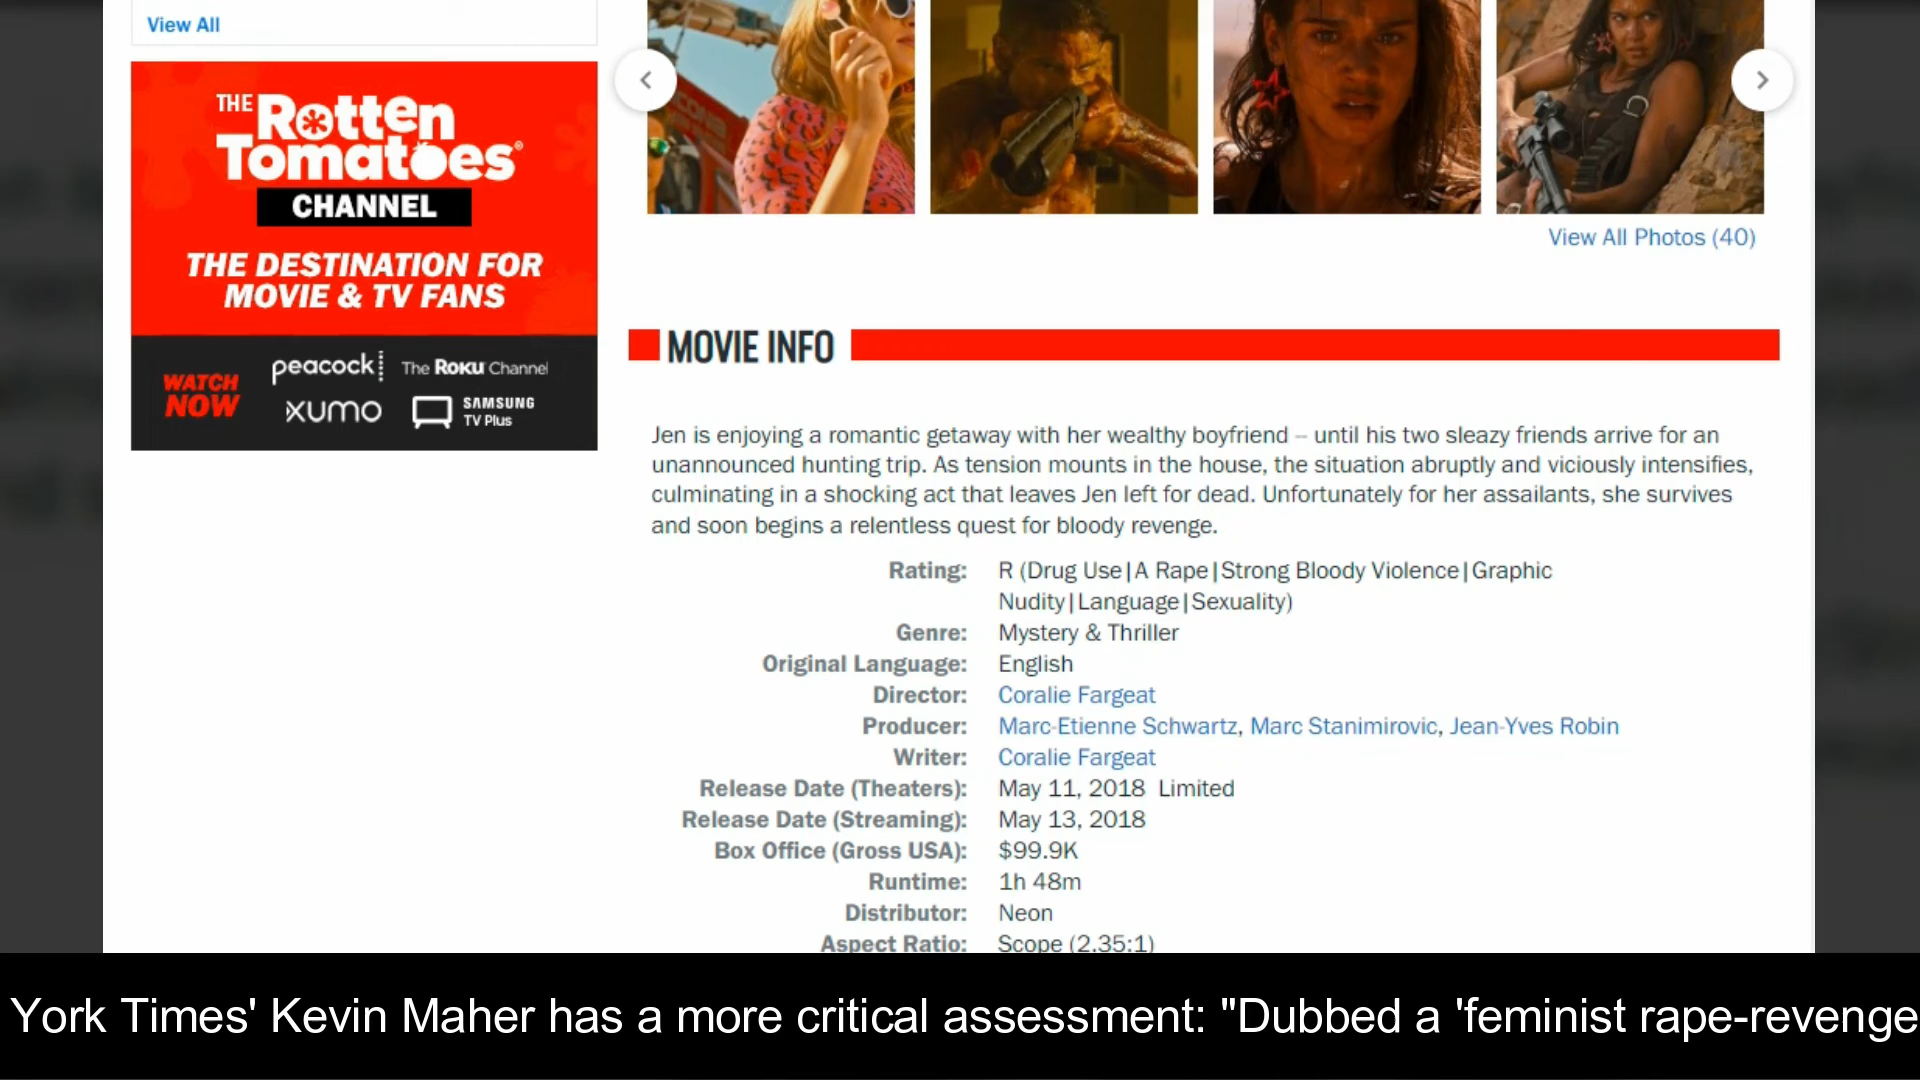 View All
THE Rotten
Tomatoes®
CHANNEL
THE DESTINATION FOR
MOVIE & TV FANS
WATCH
NOW
peacock
The Roku Channel
xumo
SAMSUNG
TV Plus
View All Photos (40)
MOVIE INFO
Jen is enjoying a romantic getaway with her wealthy boyfriend – until his two sleazy friends arrive for an
unannounced hunting trip. As tension mounts in the house, the situation abruptly and viciously intensifies,
culminating in a shocking act that leaves Jen left for dead. Unfortunately for her assailants, she survives
and soon begins a relentless quest for bloody revenge.
Rating: R (Drug Use|A Rape|Strong Bloody Violence|Graphic
Nudity|Language|Sexuality)
Genre: Mystery & Thriller
Original Language: English
Director: Coralie Fargeat
Producer: Marc-Etienne Schwartz, Marc Stanimirovic, Jean-Yves Robin
Writer: Coralie Fargeat
Release Date (Theaters): May 11, 2018 Limited
Release Date (Streaming): May 13, 2018
Box Office (Gross USA): $99.9K
Runtime: 1h 48m
Distributor: Neon
Aspect Ratio: Scope (2.35:1)
York Times' Kevin Maher has a more critical assessment: "Dubbed a 'feminist rape-revenge